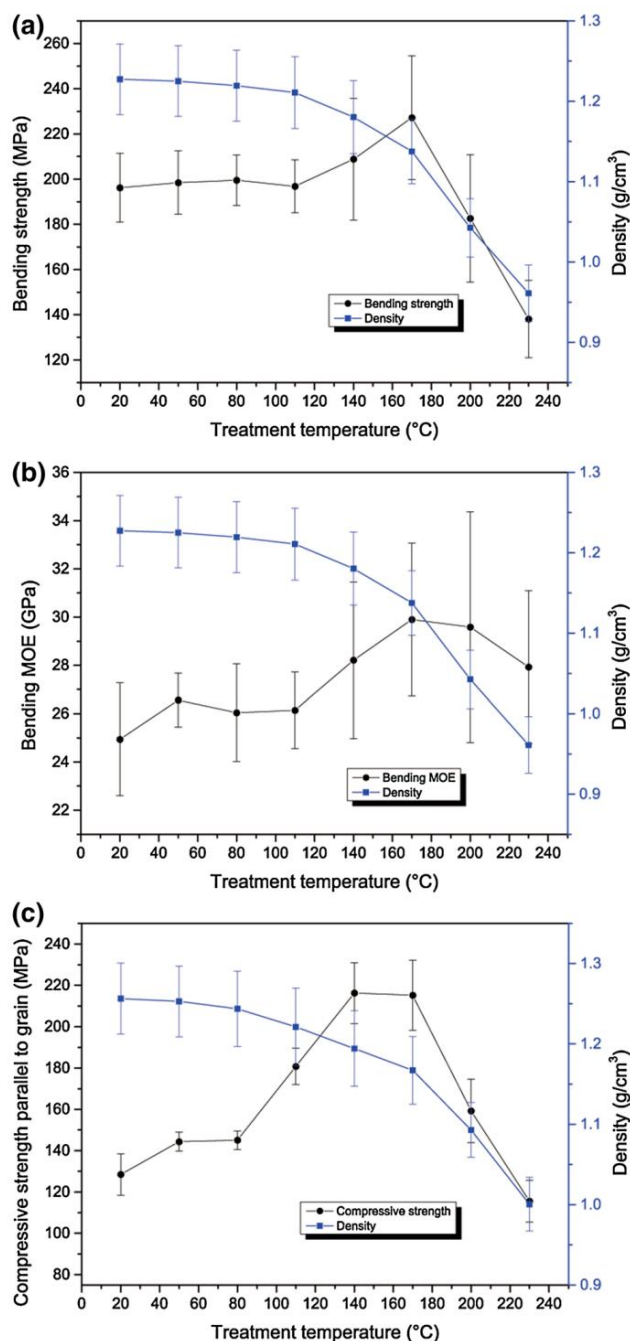 (a)
260
240
220
200
180
160
140
120
Bending strength (MPa)
1.3
1.2
1.1
1.0
0.9
Density (g/cm³)
Bending strength
Density
0 20 40 60 80 100 120 140 160 180 200 220 240
Treatment temperature (°C)
(b)
36
34
32
30
28
26
24
22
Bending MOE (GPa)
1.3
1.2
1.1
1.0
0.9
Density (g/cm³)
Bending MOE
Density
0 20 40 60 80 100 120 140 160 180 200 220 240
Treatment temperature (°C)
(c)
240
220
200
180
160
140
120
100
80
Compressive strength parallel to grain (MPa)
1.3
1.2
1.1
1.0
0.9
Density (g/cm³)
Compressive strength
Density
0 20 40 60 80 100 120 140 160 180 200 220 240
Treatment temperature (°C)